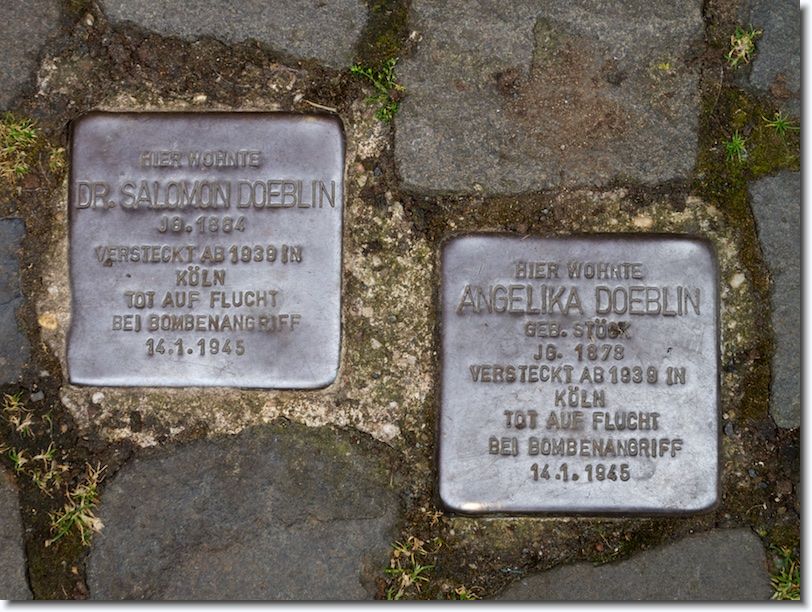 HIER WOHNTE
DR. SALOMON DOEBLIN
JG. 1864
VERSTECKT AB 1939 IN
KÖLN
TOT AUF FLUCHT
BEI BOMBENANGRIFF
14.1.1945
HIER WOHNTE
ANGELIKA DOEBLIN
GEB. STÜCK
JG. 1878
VERSTECKT AB 1939 IN
KÖLN
TOT AUF FLUCHT
BEI BOMBENANGRIFF
14.1.1945